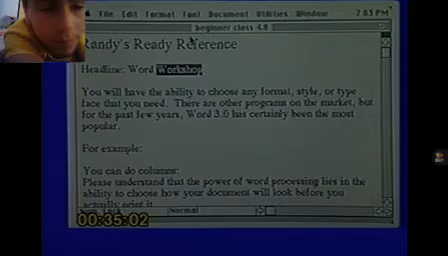 File Edit Format Font Document Utilities Window 2:03 PM
beginner class 4.0
Randy's Ready Reference
Headline: Word Workshop
You will have the ability to choose any format, style, or type
face that you need. There are other programs on the market, but
for the past few years, Word 3.0 has certainly been the most
popular.
For example:
You can do columns:
Please understand that the power of word processing lies in the
ability to choose how your document will look before you
actually print it
Num. Lock Normal
00:35:02